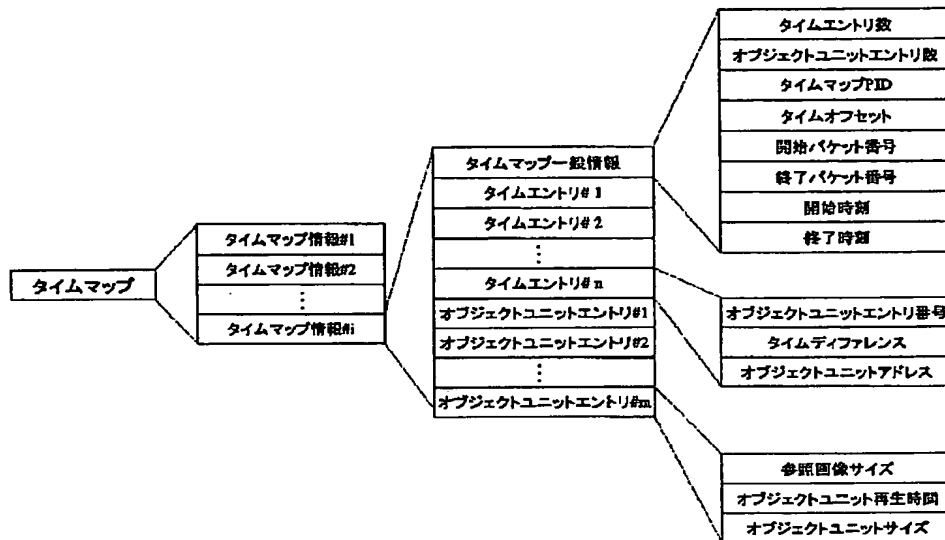 タイムマップ
タイムマップ情報#1
タイムマップ情報#2
⋮
タイムマップ情報#i
タイムマップ一般情報
タイムエントリ#1
タイムエントリ#2
⋮
タイムエントリ#n
オブジェクトユニットエントリ#1
オブジェクトユニットエントリ#2
⋮
オブジェクトユニットエントリ#m
タイムエントリ数
オブジェクトユニットエントリ数
タイムマップPID
タイムオフセット
開始パケット番号
終了パケット番号
開始時刻
終了時刻
オブジェクトユニットエントリ番号
タイムディファレンス
オブジェクトユニットアドレス
参照画像サイズ
オブジェクトユニット再生時間
オブジェクトユニットサイズ